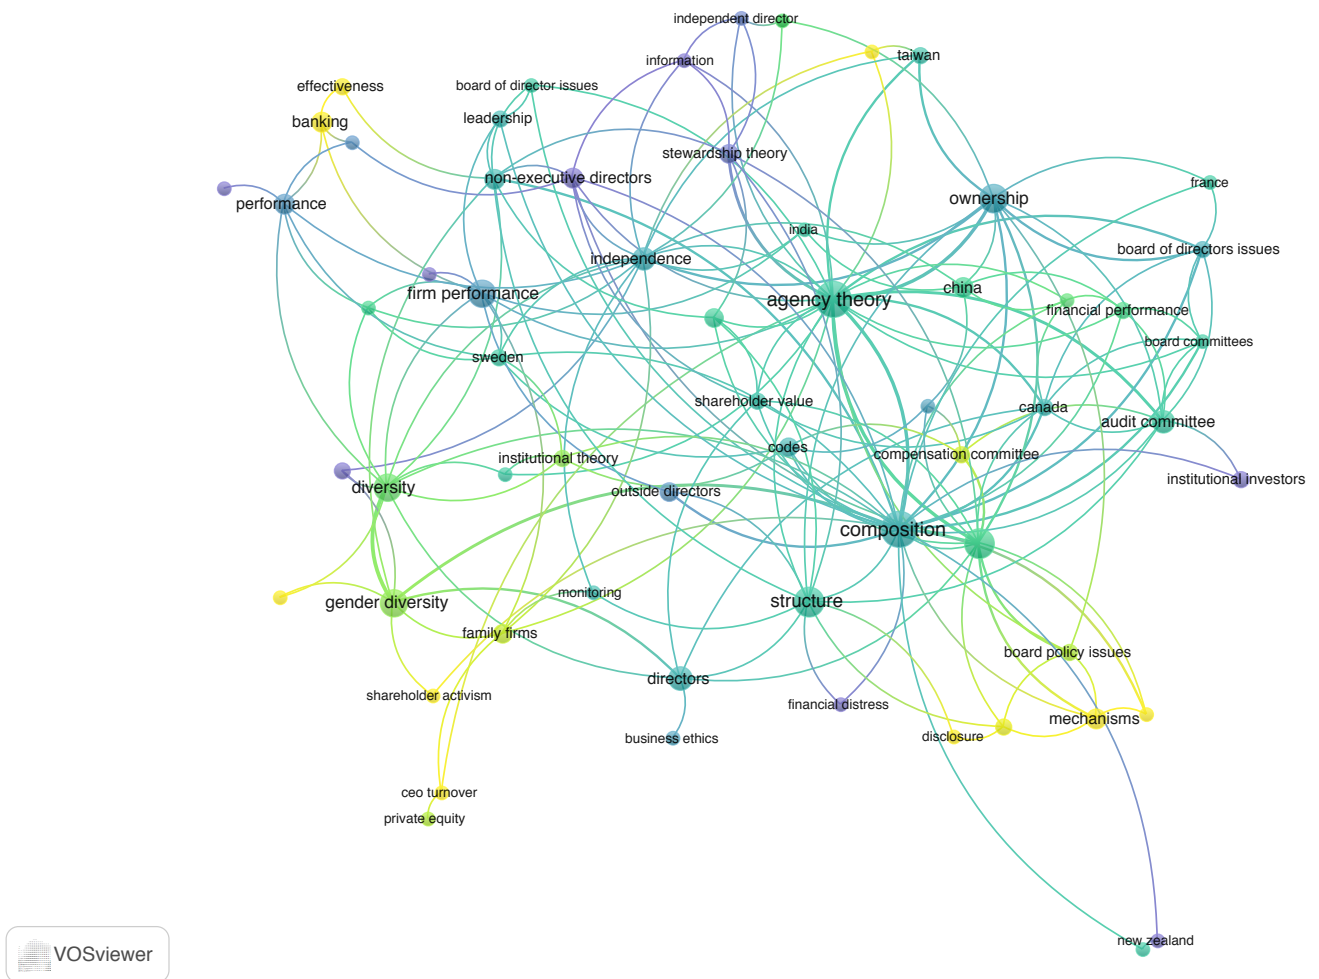 independent director
taiwan
information
effectiveness
board of director issues
banking
leadership
stewardship theory
non-executive directors
france
performance
ownership
india
board of directors issues
independence
firm performance
agency theory
china
financial performance
board committees
sweden
shareholder value
canada
audit committee
codes
compensation committee
institutional theory
institutional investors
diversity
outside directors
composition
monitoring
gender diversity
structure
family firms
board policy issues
directors
shareholder activism
financial distress
mechanisms
business ethics
disclosure
ceo turnover
private equity
new zealand
VOSviewer